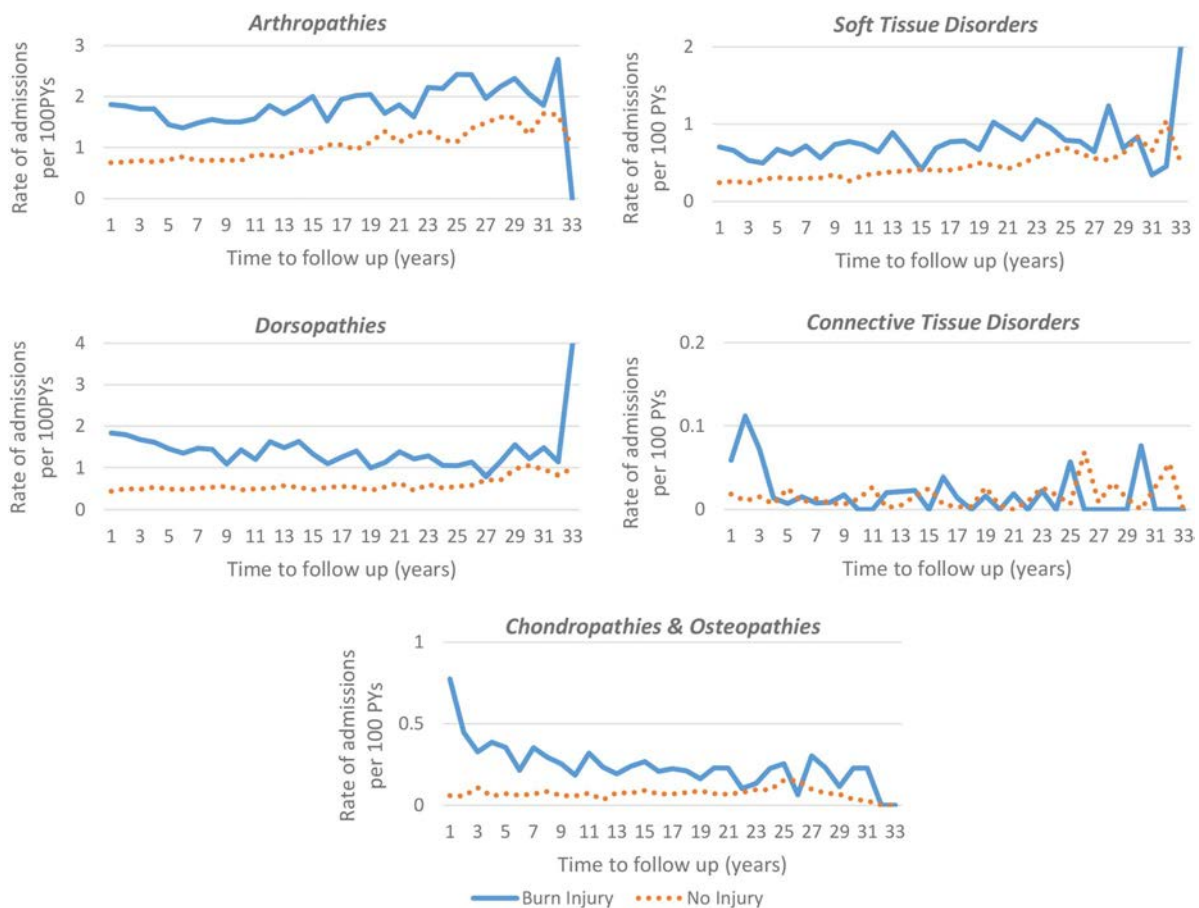 Arthropathies
Rate of admissions
per 100PYs
3
2
1
0
1 3 5 7 9 11 13 15 17 19 21 23 25 27 29 31 33
Time to follow up (years)
Soft Tissue Disorders
Rate of admissions
per 100 PYs
2
1
0
1 3 5 7 9 11 13 15 17 19 21 23 25 27 29 31 33
Time to follow up (years)
Dorsopathies
Rate of admissions
per 100PYs
4
3
2
1
0
1 3 5 7 9 11 13 15 17 19 21 23 25 27 29 31 33
Time to follow up (years)
Connective Tissue Disorders
Rate of admissions
per 100 PYs
0.2
0.1
0
1 3 5 7 9 11 13 15 17 19 21 23 25 27 29 31 33
Time to follow up (years)
Chondropathies & Osteopathies
Rate of admissions
per 100 PYs
1
0.5
0
1 3 5 7 9 11 13 15 17 19 21 23 25 27 29 31 33
Time to follow up (years)
Burn Injury No Injury